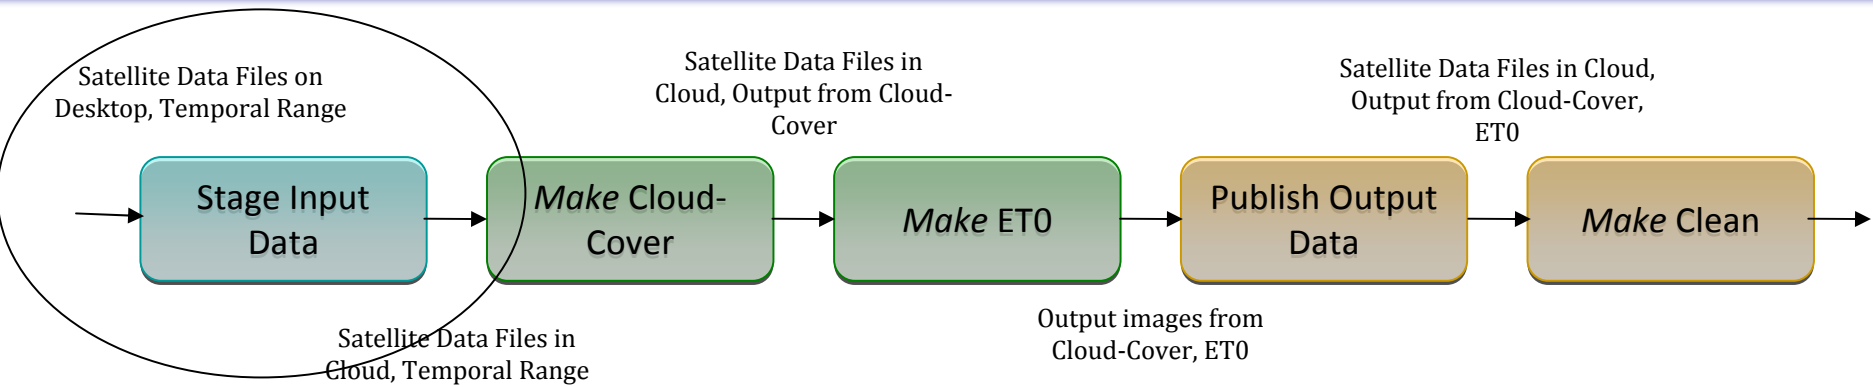 Satellite Data Files on
Desktop, Temporal Range
Satellite Data Files in
Cloud, Output from Cloud-
Cover
Satellite Data Files in Cloud,
Output from Cloud-Cover,
ET0
Stage Input
Data
Make Cloud-
Cover
Make ET0
Publish Output
Data
Make Clean
Satellite Data Files in
Cloud, Temporal Range
Output images from
Cloud-Cover, ET0